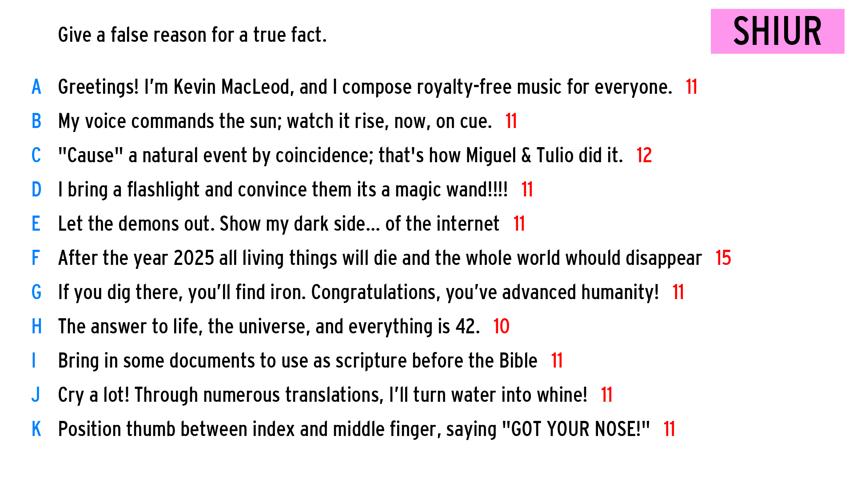 Give a false reason for a true fact.
SHIUR
A Greetings! I'm Kevin MacLeod, and I compose royalty-free music for everyone. 11
B My voice commands the sun; watch it rise, now, on cue. 11
C "Cause" a natural event by coincidence; that's how Miguel & Tulio did it. 12
D I bring a flashlight and convince them its a magic wand!!!! 11
E Let the demons out. Show my dark side... of the internet 11
F After the year 2025 all living things will die and the whole world whould disappear 15
G If you dig there, you'll find iron. Congratulations, you've advanced humanity! 11
H The answer to life, the universe, and everything is 42. 10
I Bring in some documents to use as scripture before the Bible 11
J Cry a lot! Through numerous translations, I'll turn water into whine! 11
K Position thumb between index and middle finger, saying "GOT YOUR NOSE!" 11